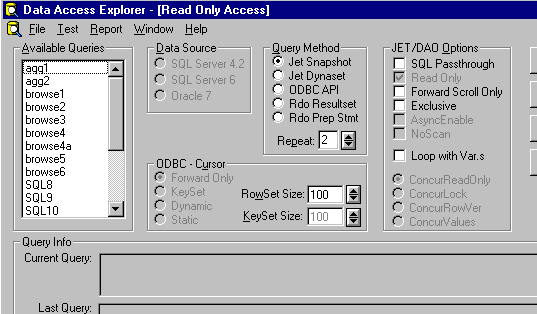 Data Access Explorer - [Read Only Access]
File Test Report Window Help
Available Queries
agg1
agg2
browse1
browse2
browse3
browse4
browse4a
browse5
browse6
SQL8
SQL9
SQL10
Data Source
SQL Server 4.2
SQL Server 6
Oracle 7
Query Method
Jet Snapshot
Jet Dynaset
ODBC API
Rdo Resultset
Rdo Prep Stmt
Repeat: 2
JET/DAO Options
SQL Passthrough
Read Only
Forward Scroll Only
Exclusive
AsyncEnable
NoScan
Loop with Var.s
ConcurReadOnly
ConcurLock
ConcurRowVer
ConcurValues
ODBC - Cursor
Forward Only
KeySet
Dynamic
Static
RowSet Size: 100
KeySet Size: 100
Query Info
Current Query:
Last Query: